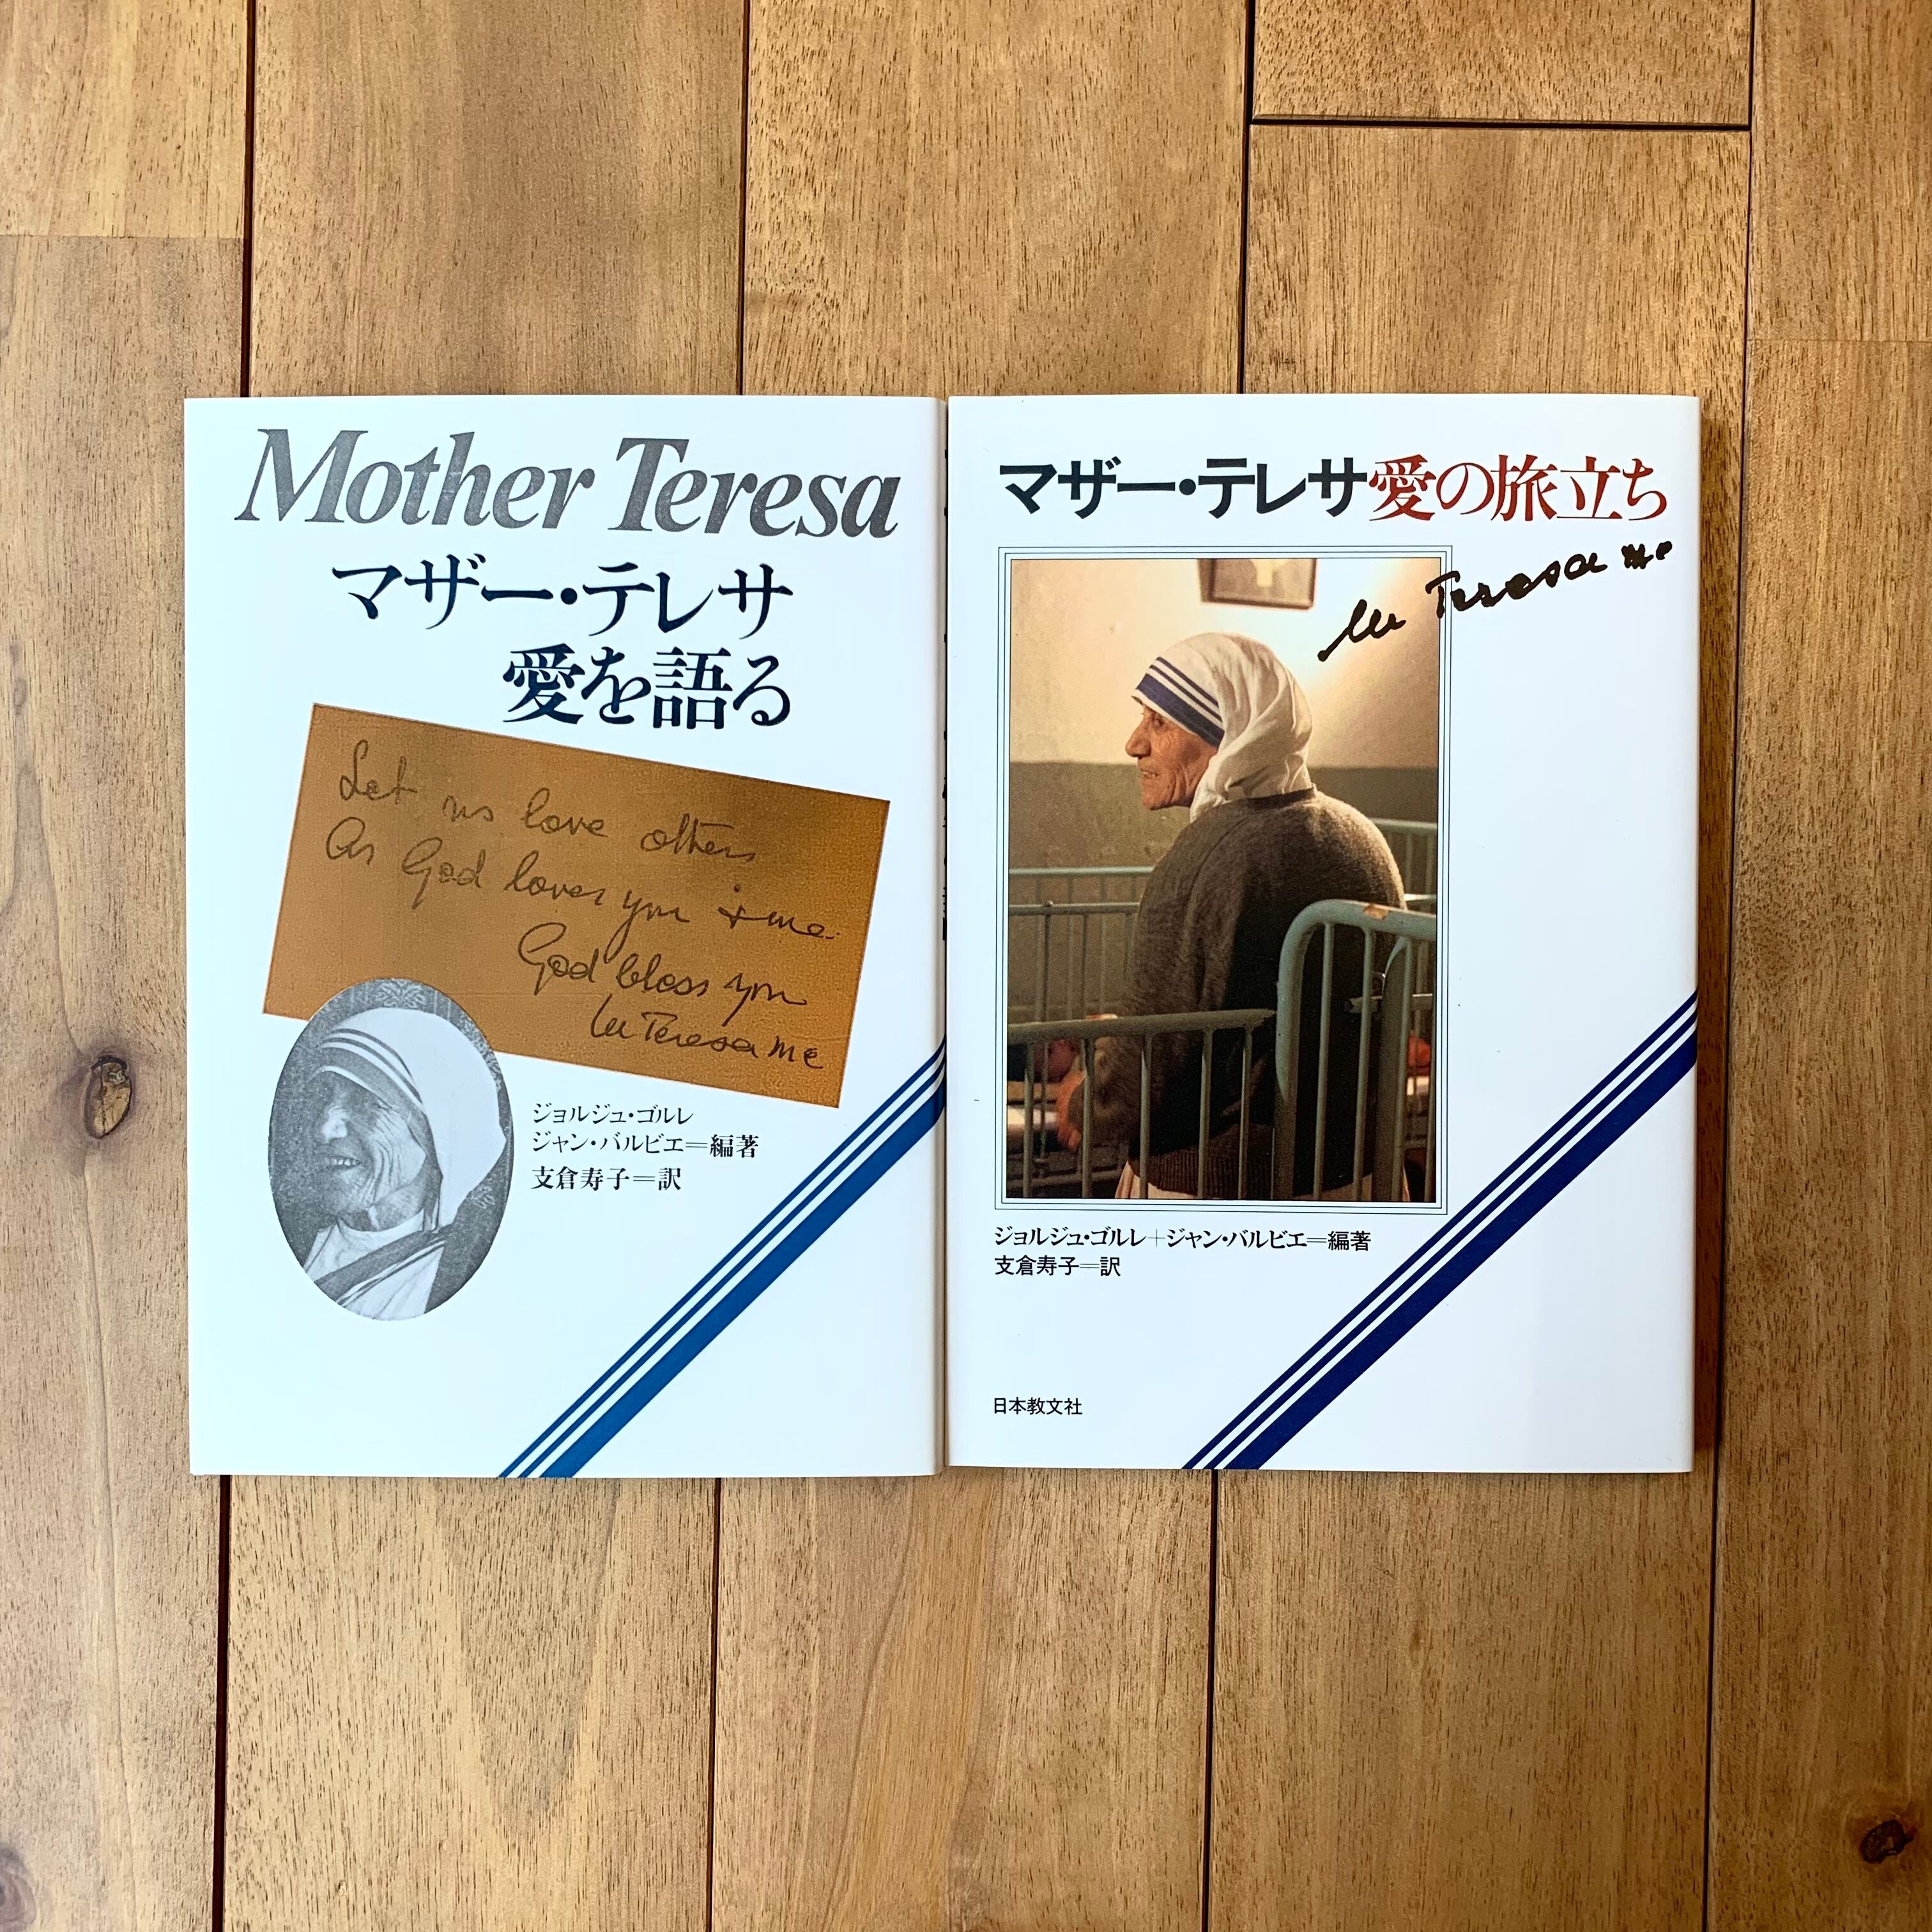 Mother Teresa
マザー・テレサ
愛を語る
Let us love others
as God loves you & me.
God bless you
M Teresa mc
ジョルジュ・ゴルレ
ジャン・バルビエ=編著
支倉寿子=訳
マザー・テレサ愛の旅立ち
M Teresa mc
ジョルジュ・ゴルレ+ジャン・バルビエ=編著
支倉寿子=訳
日本教文社